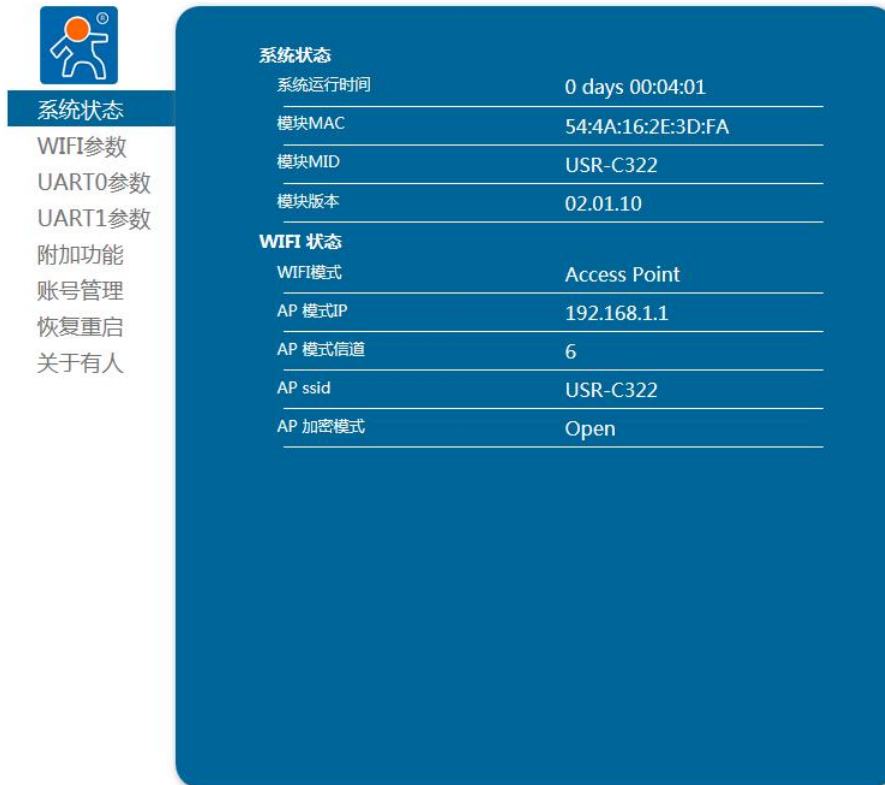 ®
系统状态
WIFI参数
UART0参数
UART1参数
附加功能
账号管理
恢复重启
关于有人
系统状态
系统运行时间 0 days 00:04:01
模块MAC 54:4A:16:2E:3D:FA
模块MID USR-C322
模块版本 02.01.10
WIFI 状态
WIFI模式 Access Point
AP 模式IP 192.168.1.1
AP 模式信道 6
AP ssid USR-C322
AP 加密模式 Open